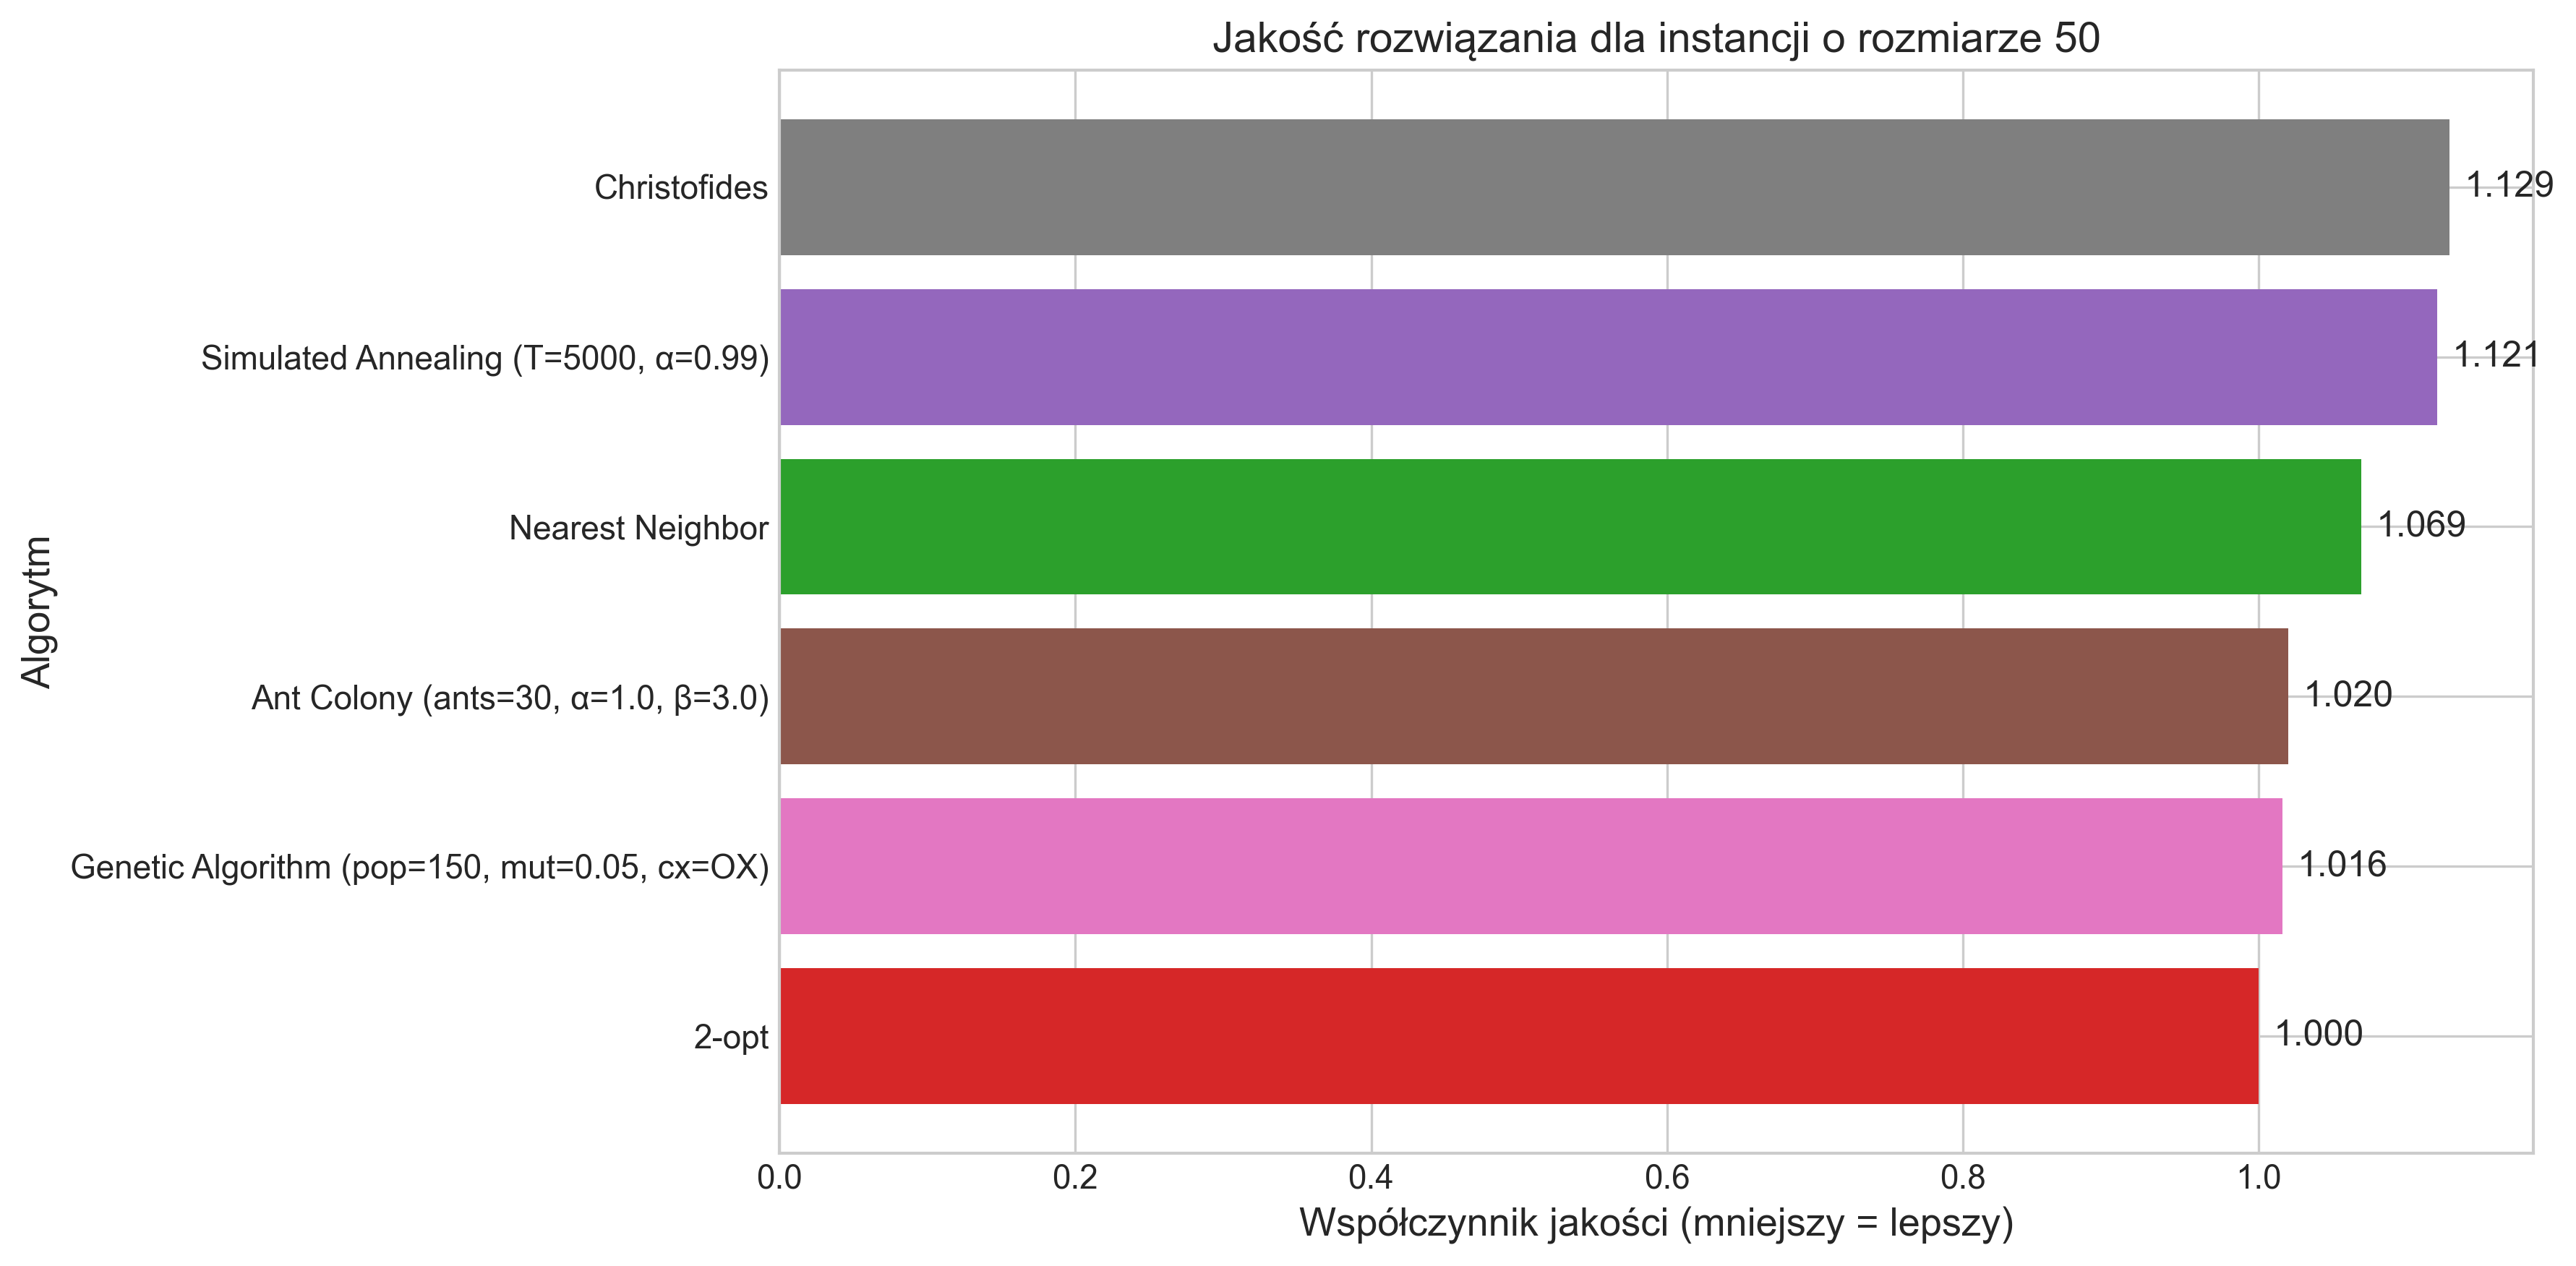 Jakość rozwiązania dla instancji o rozmiarze 50
Christofides
1.129
Simulated Annealing (T=5000, α=0.99)
1.121
Nearest Neighbor
1.069
Ant Colony (ants=30, α=1.0, β=3.0)
1.020
Genetic Algorithm (pop=150, mut=0.05, cx=OX)
1.016
2-opt
1.000
Algorytm
0.0 0.2 0.4 0.6 0.8 1.0
Współczynnik jakości (mniejszy = lepszy)